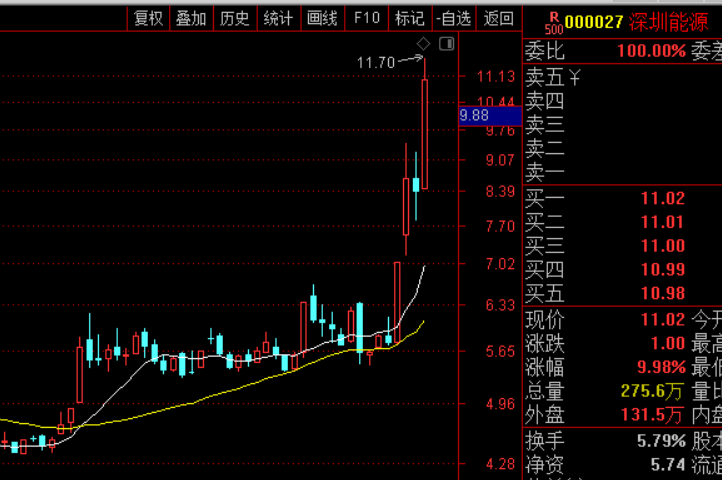 复权 叠加 历史 统计 画线 F10 标记 -自选 返回
R 500 000027 深圳能源
委比 100.00% 委差
卖五 ¥
卖四
卖三
卖二
卖一
买一 11.02
买二 11.01
买三 11.00
买四 10.99
买五 10.98
现价 11.02 今开
涨跌 1.00 最高
涨幅 9.98% 最低
总量 275.6万 量比
外盘 131.5万 内盘
换手 5.79% 股本
净资 5.74 流通
11.70
11.13
10.44
9.88
9.76
9.07
8.39
7.70
7.02
6.33
5.65
4.96
4.28